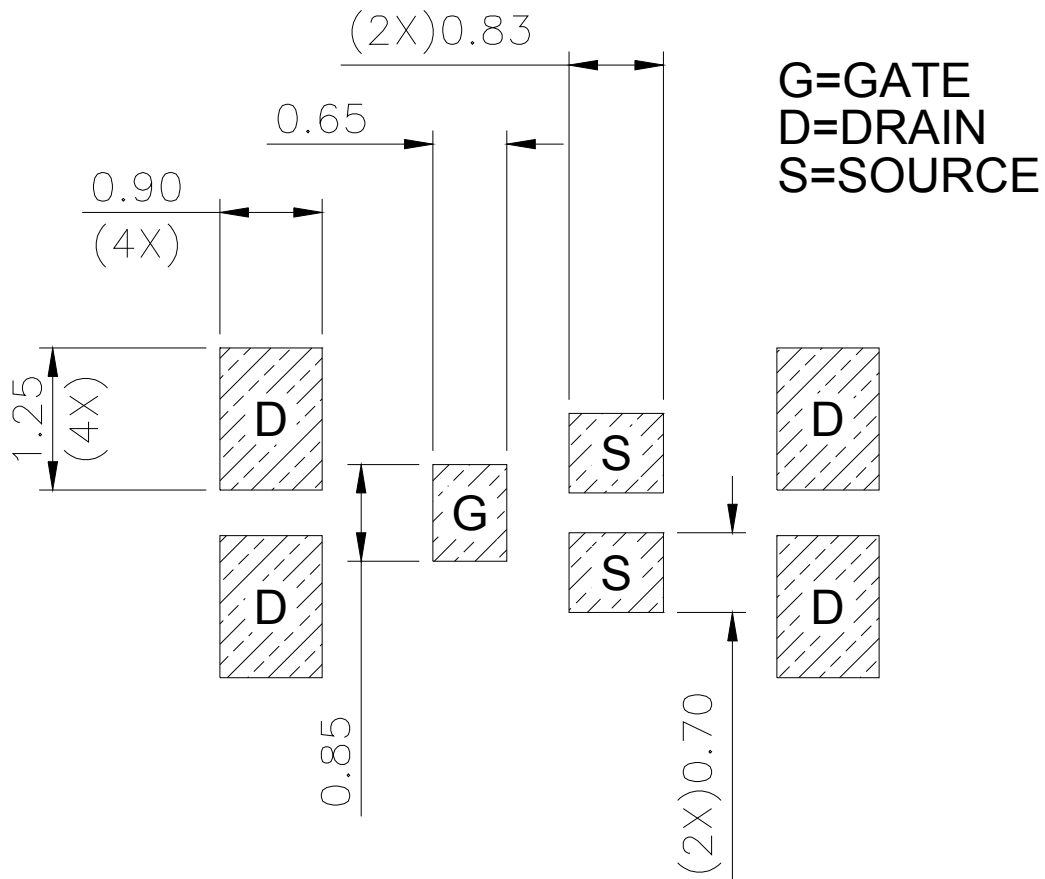 (2X)0.83
G=GATE
D=DRAIN
S=SOURCE
0.65
0.90
(4X)
1.25
(4X)
D
D
S
G
S
D
D
0.85
(2X)0.70